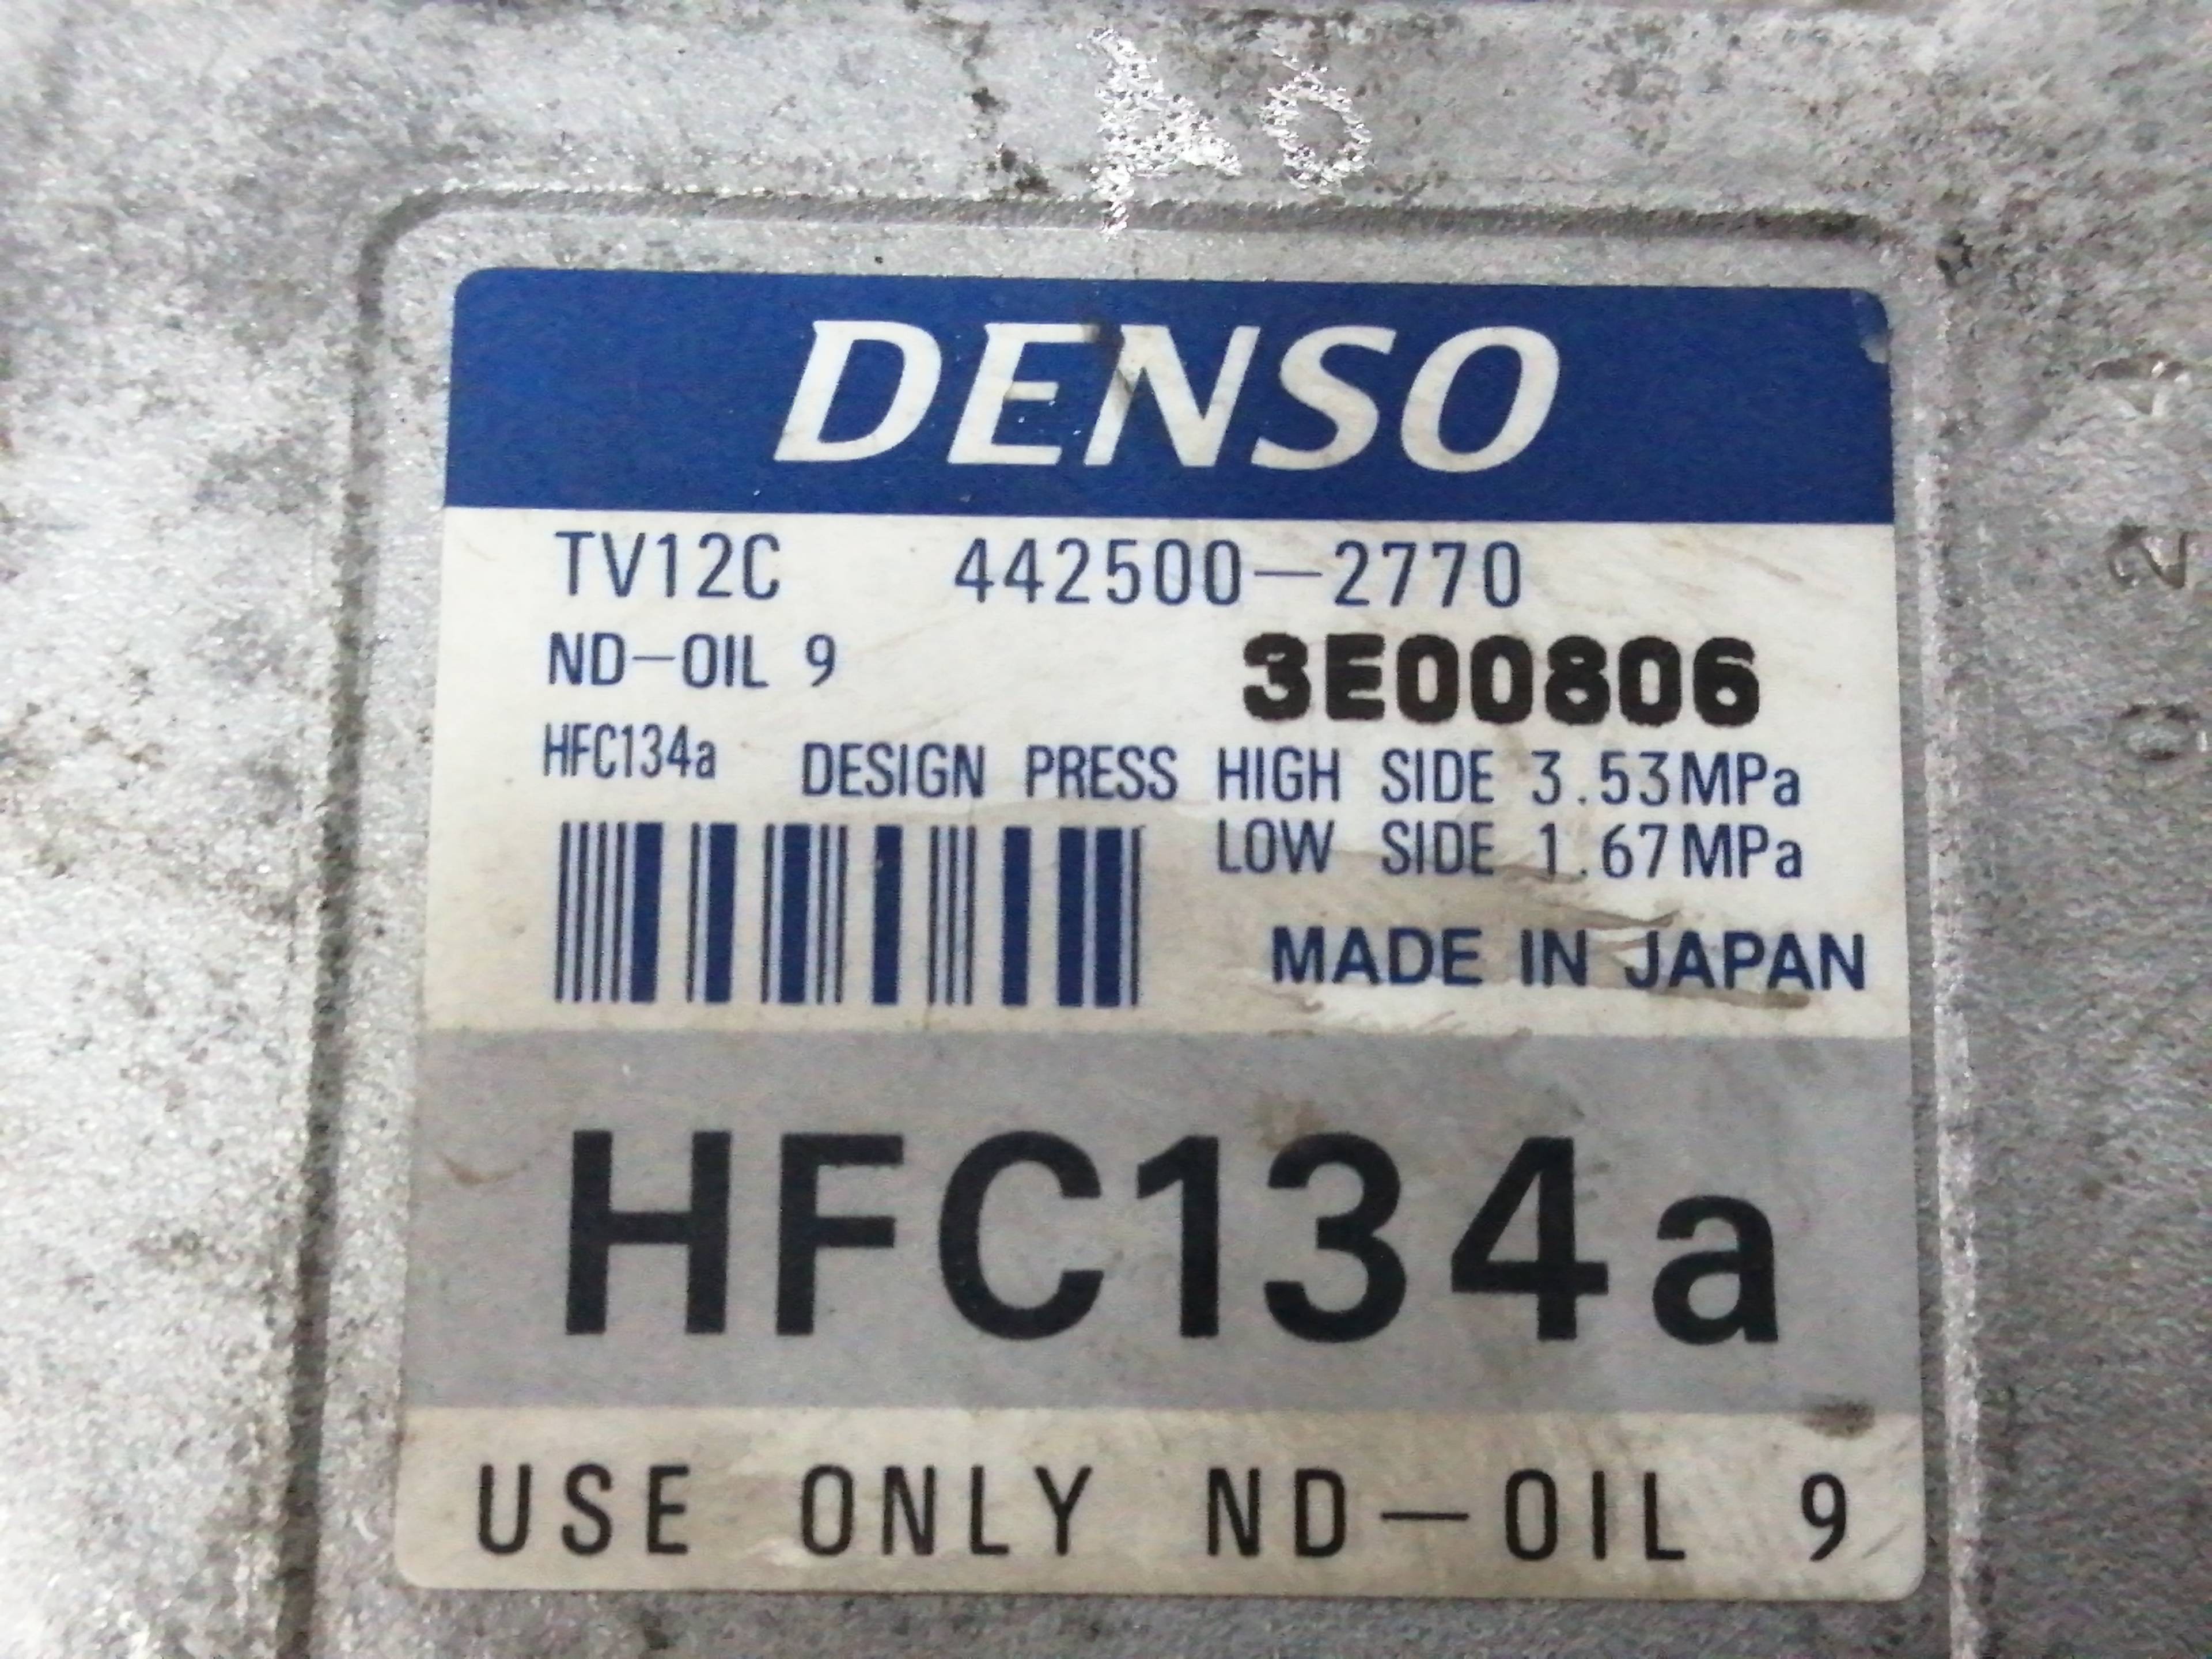 A6
DENSO
TV12C 442500-2770
ND-OIL 9 3E00806
HFC134a DESIGN PRESS HIGH SIDE 3.53MPa
LOW SIDE 1.67MPa
MADE IN JAPAN
HFC134a
USE ONLY ND-OIL 9